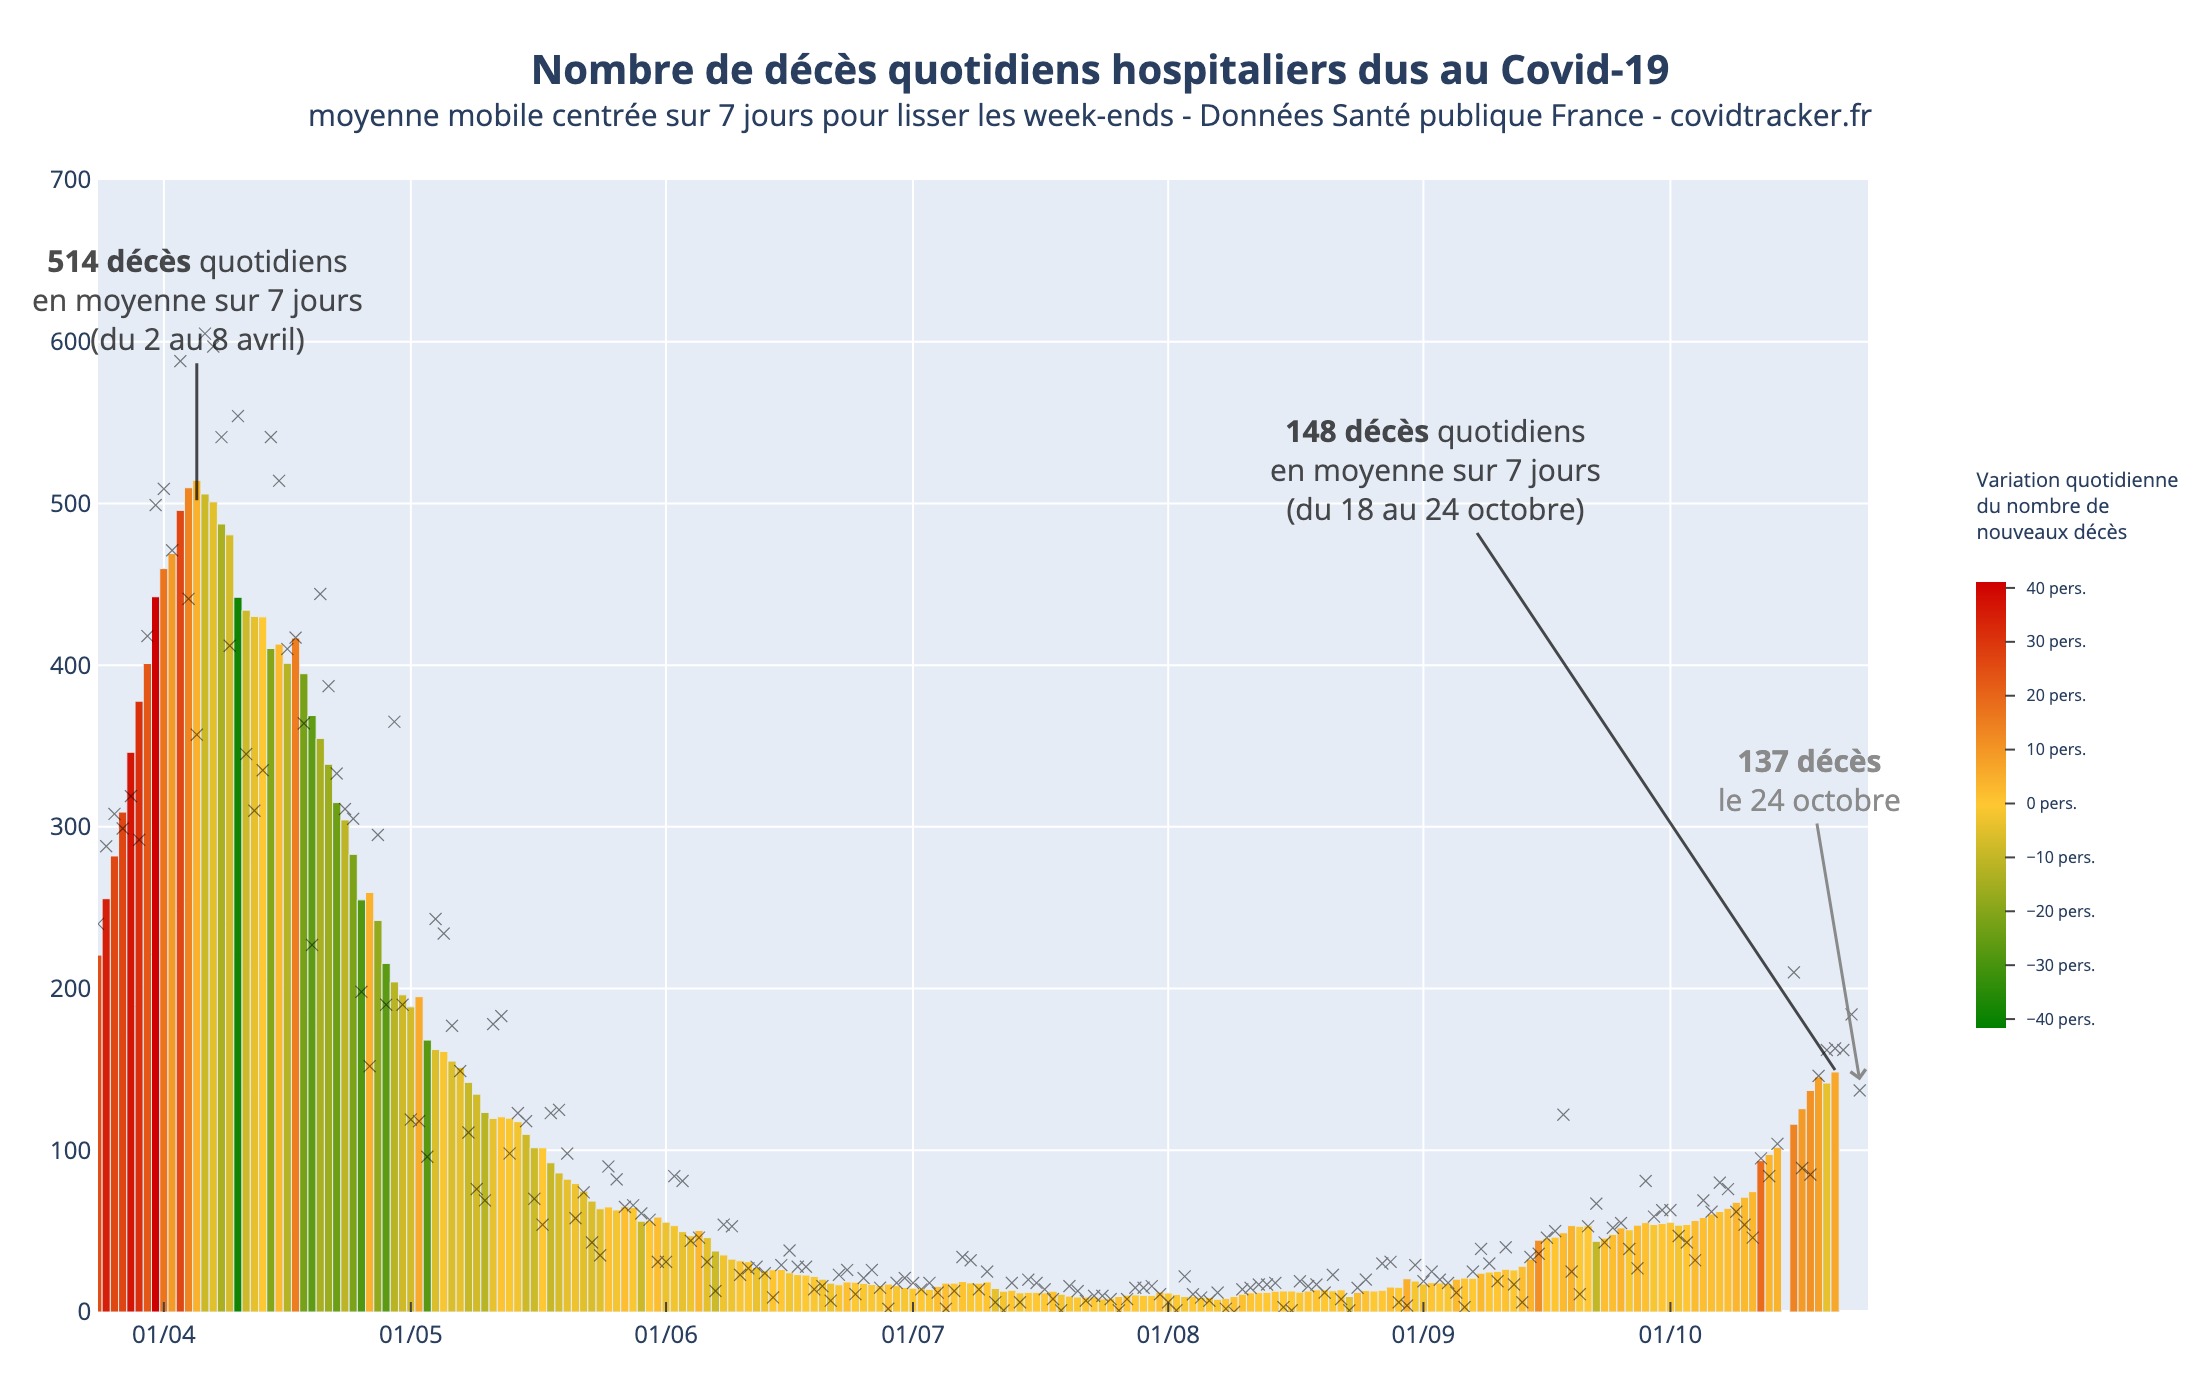 Nombre de décès quotidiens hospitaliers dus au Covid-19
moyenne mobile centrée sur 7 jours pour lisser les week-ends - Données Santé publique France - covidtracker.fr
700
600
500
400
300
200
100
0
514 décès quotidiens
en moyenne sur 7 jours
(du 2 au 8 avril)
148 décès quotidiens
en moyenne sur 7 jours
(du 18 au 24 octobre)
137 décès
le 24 octobre
01/04
01/05
01/06
01/07
01/08
01/09
01/10
Variation quotidienne
du nombre de
nouveaux décès
40 pers.
30 pers.
20 pers.
10 pers.
0 pers.
−10 pers.
−20 pers.
−30 pers.
−40 pers.